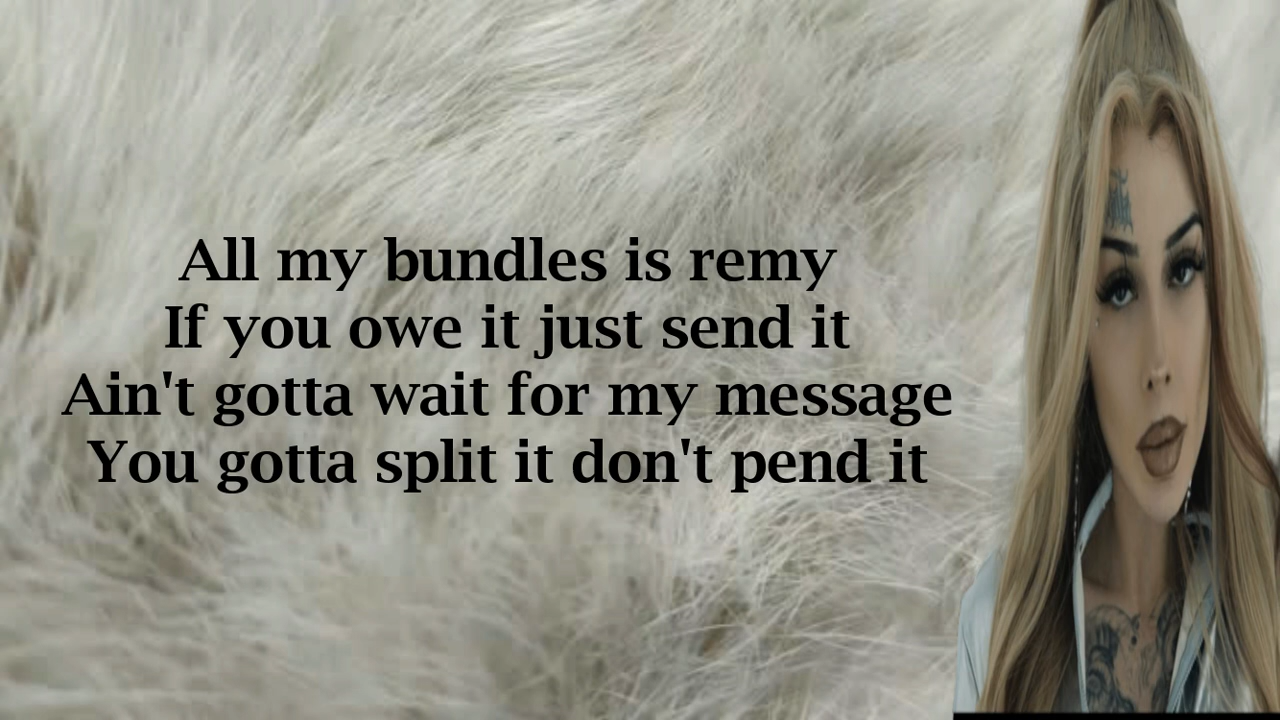 All my bundles is remy
If you owe it just send it
Ain't gotta wait for my message
You gotta split it don't pend it